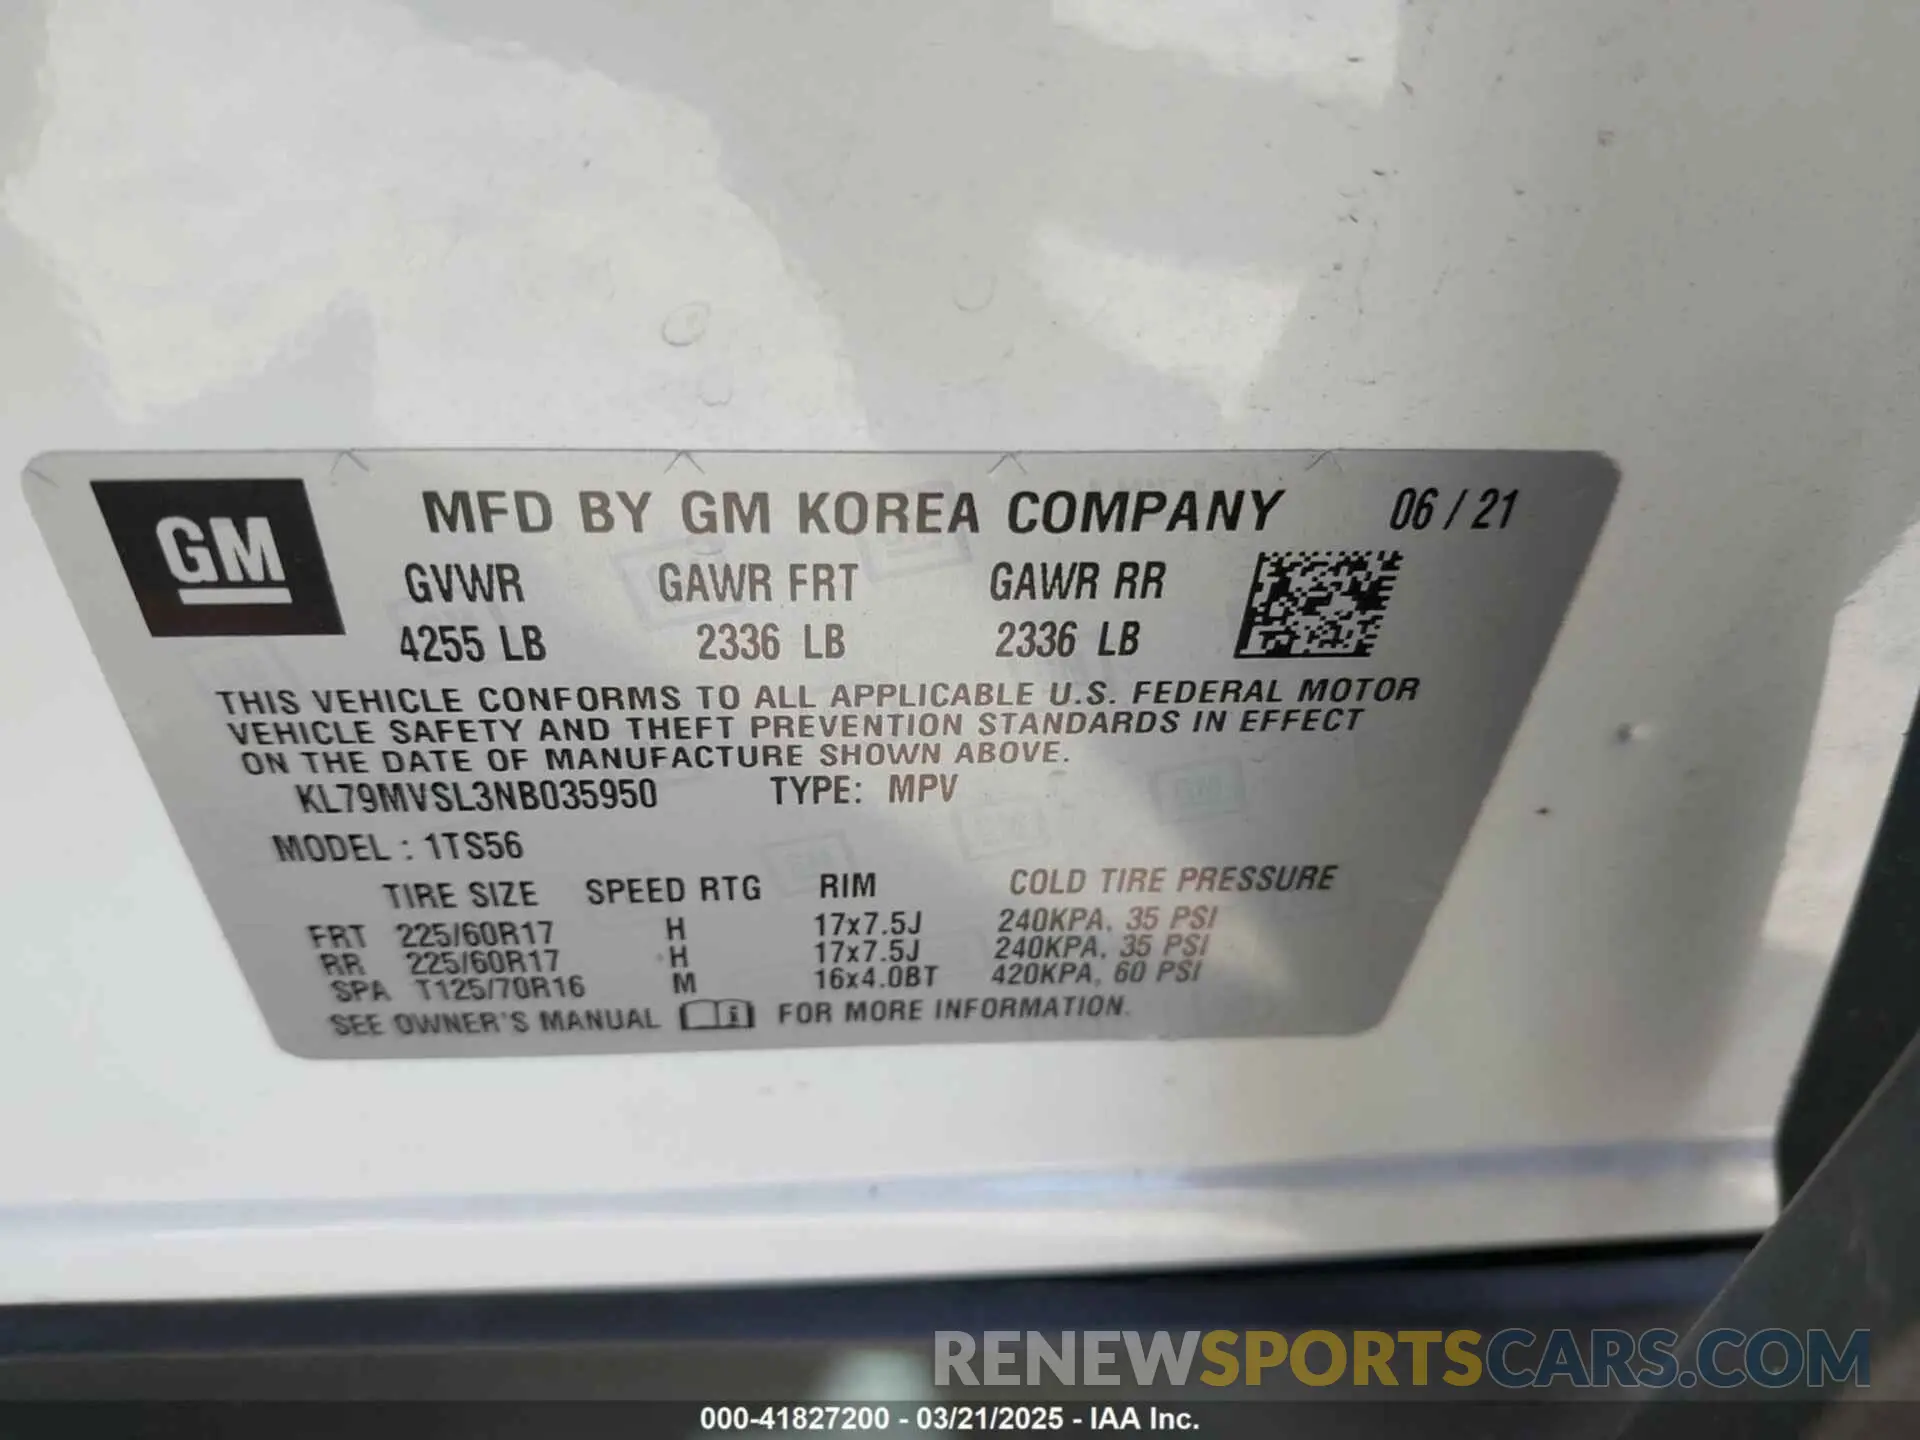 GM
MFD BY GM KOREA COMPANY 06 / 21
GVWR GAWR FRT GAWR RR
4255 LB 2336 LB 2336 LB
THIS VEHICLE CONFORMS TO ALL APPLICABLE U.S. FEDERAL MOTOR
VEHICLE SAFETY AND THEFT PREVENTION STANDARDS IN EFFECT
ON THE DATE OF MANUFACTURE SHOWN ABOVE.
KL79MVSL3NB035950 TYPE: MPV
MODEL : 1TS56
TIRE SIZE SPEED RTG RIM COLD TIRE PRESSURE
FRT 225/60R17 H 17x7.5J 240KPA, 35 PSI
RR 225/60R17 H 17x7.5J 240KPA, 35 PSI
SPA T125/70R16 M 16x4.0BT 420KPA, 60 PSI
SEE OWNER'S MANUAL i FOR MORE INFORMATION.
RENEWSPORTSCARS.COM
000-41827200 - 03/21/2025 - IAA Inc.